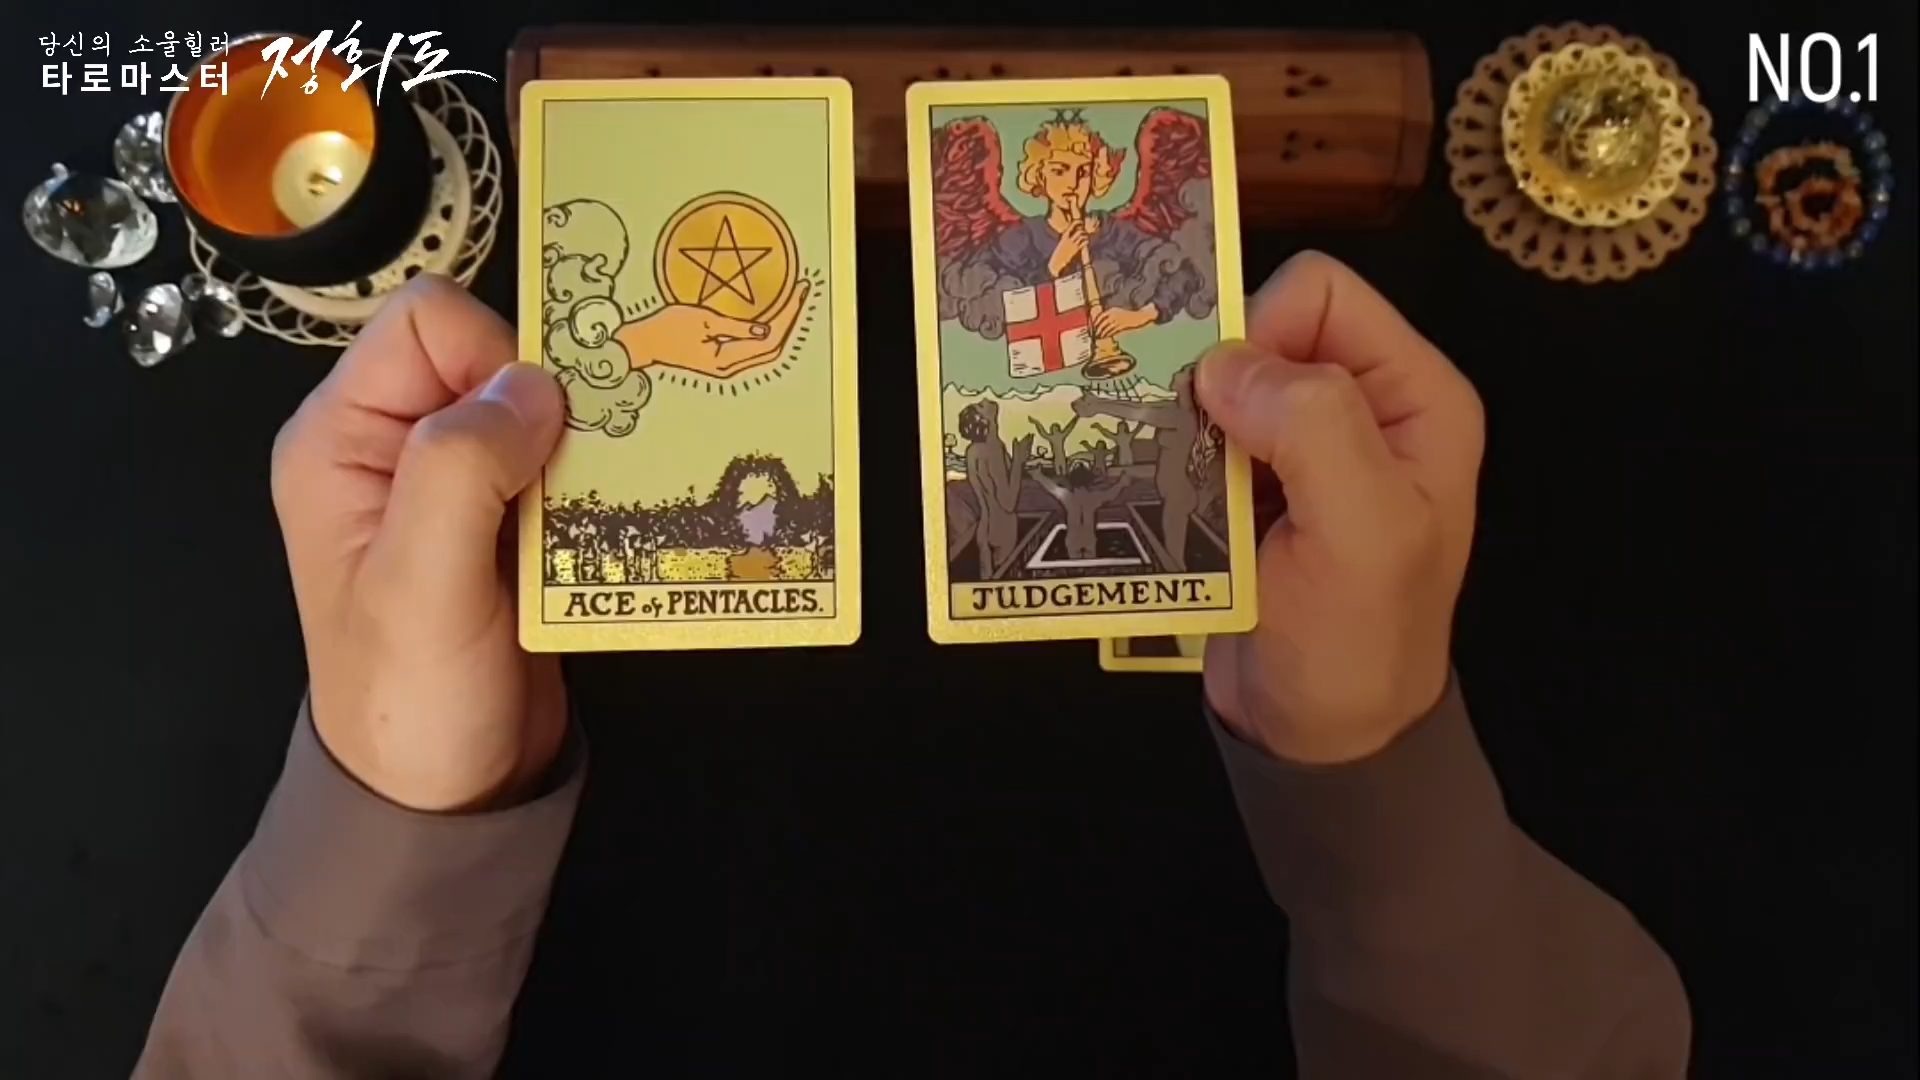 당신의 소울힐러
타로마스터 정화도
NO.1
XX
ACE of PENTACLES.
JUDGEMENT.